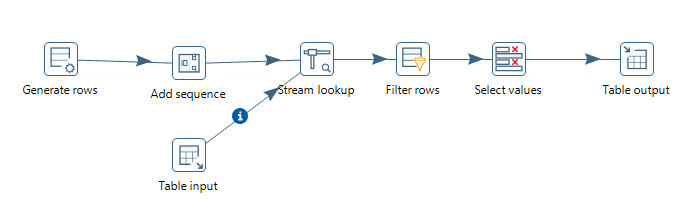 Generate rows
Add sequence
Stream lookup
Filter rows
Select values
Table output
Table input